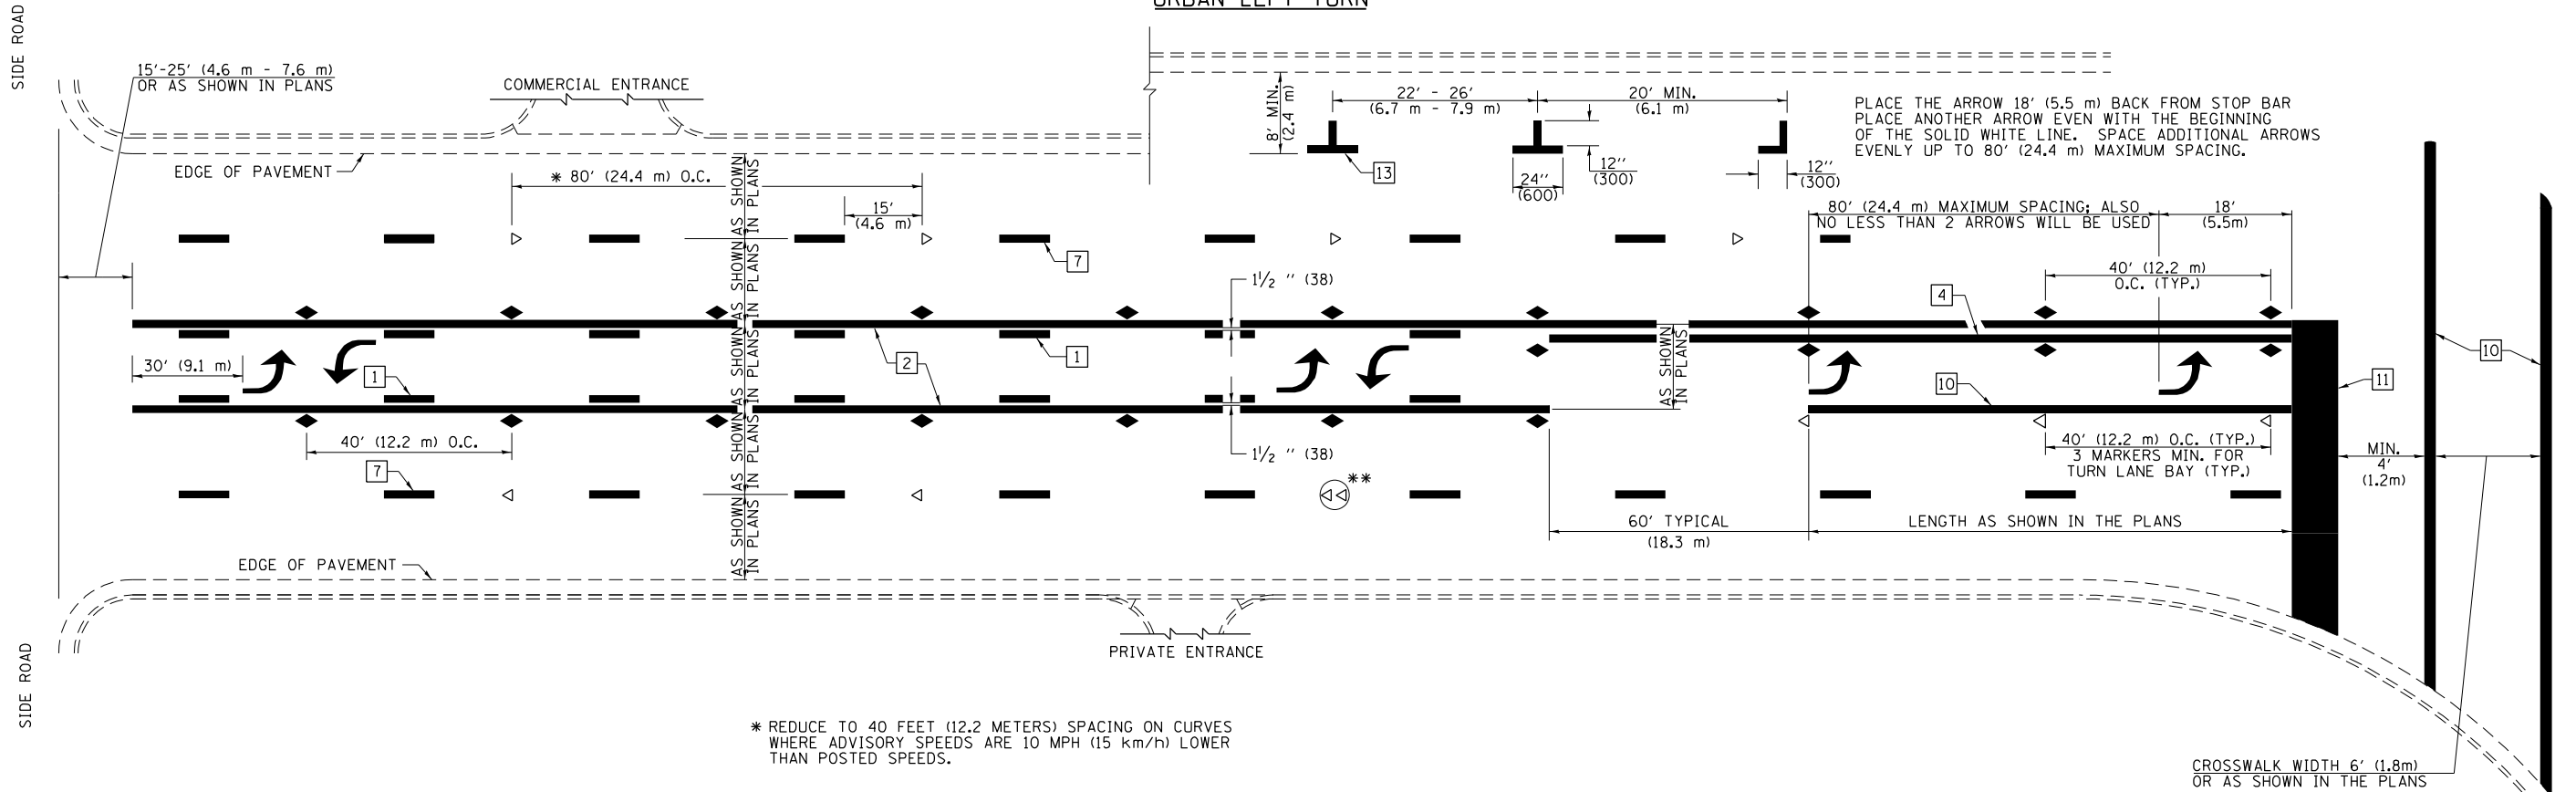 URBAN LEFT TURN
SIDE ROAD
15'-25' (4.6 m - 7.6 m)
OR AS SHOWN IN PLANS
COMMERCIAL ENTRANCE
EDGE OF PAVEMENT
* 80' (24.4 m) O.C.
15'
(4.6 m)
8' MIN.
(2.4 m)
22' - 26'
(6.7 m - 7.9 m)
20' MIN.
(6.1 m)
13
24''
(600)
12''
(300)
12''
(300)
PLACE THE ARROW 18' (5.5 m) BACK FROM STOP BAR
PLACE ANOTHER ARROW EVEN WITH THE BEGINNING
OF THE SOLID WHITE LINE. SPACE ADDITIONAL ARROWS
EVENLY UP TO 80' (24.4 m) MAXIMUM SPACING.
80' (24.4 m) MAXIMUM SPACING; ALSO
NO LESS THAN 2 ARROWS WILL BE USED
18'
(5.5m)
7
1½ '' (38)
4
40' (12.2 m)
O.C. (TYP.)
AS SHOWN
IN PLANS
AS SHOWN
IN PLANS
AS SHOWN
IN PLANS
AS SHOWN
IN PLANS
AS SHOWN
IN PLANS
30' (9.1 m)
1
2
1
AS SHOWN
IN PLANS
10
10
11
40' (12.2 m) O.C.
7
1½ '' (38)
**
40' (12.2 m) O.C. (TYP.)
3 MARKERS MIN. FOR
TURN LANE BAY (TYP.)
MIN.
4'
(1.2m)
60' TYPICAL
(18.3 m)
LENGTH AS SHOWN IN THE PLANS
EDGE OF PAVEMENT
PRIVATE ENTRANCE
SIDE ROAD
* REDUCE TO 40 FEET (12.2 METERS) SPACING ON CURVES
WHERE ADVISORY SPEEDS ARE 10 MPH (15 km/h) LOWER
THAN POSTED SPEEDS.
CROSSWALK WIDTH 6' (1.8m)
OR AS SHOWN IN THE PLANS